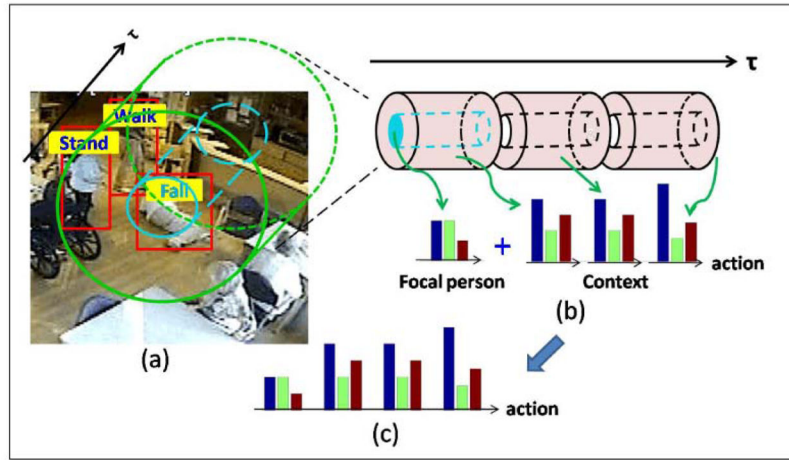 τ
τ
Walk
Stand
Fall
+
action
Focal person
Context
(b)
(a)
action
(c)